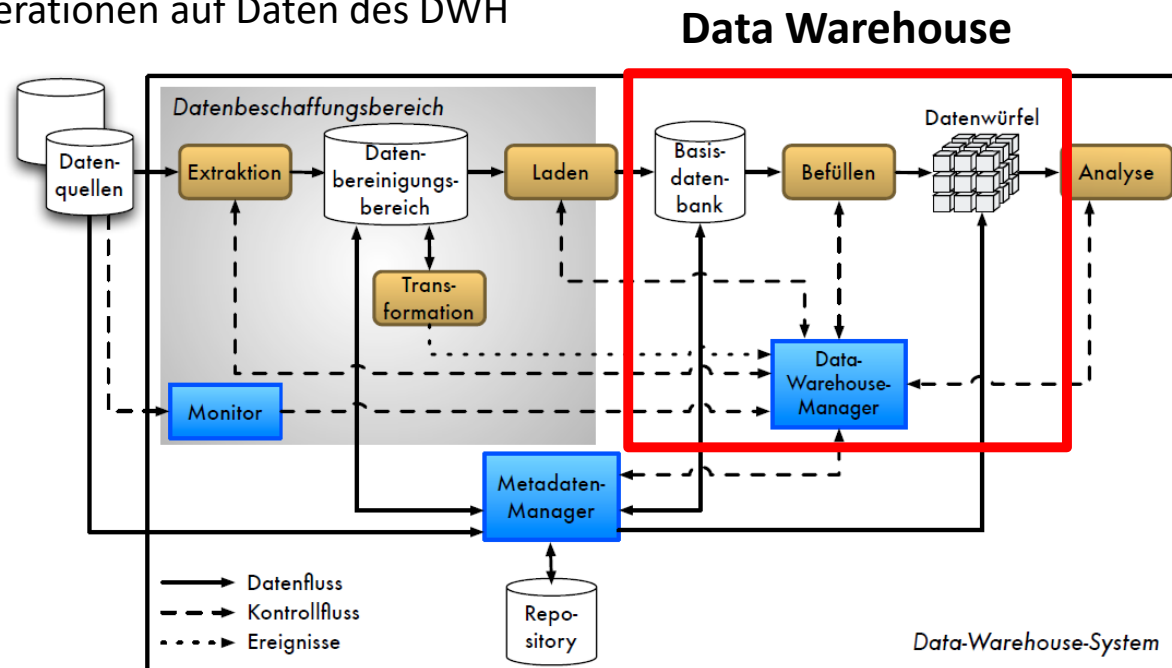 erationen auf Daten des DWH
Data Warehouse
Datenbeschaffungsbereich
Datenwürfel
Daten-
quellen
Extraktion
Daten-
bereinigungs-
bereich
Laden
Basis-
daten-
bank
Befüllen
Analyse
Trans-
formation
Monitor
Data-
Warehouse-
Manager
Metadaten-
Manager
Datenfluss
Kontrollfluss
Ereignisse
Repo-
sitory
Data-Warehouse-System